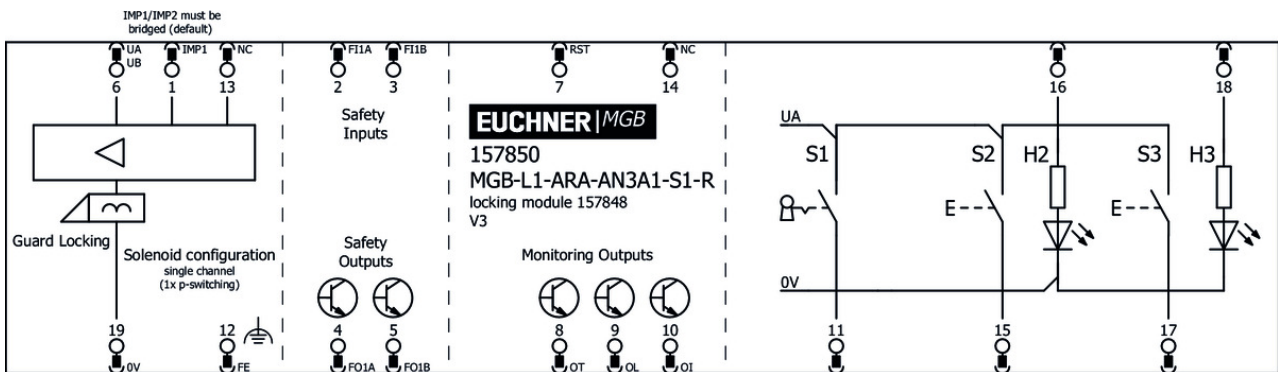 IMP1/IMP2 must be
bridged (default)
UA
UB
IMP1
NC
6
1
13
Guard Locking
Solenoid configuration
single channel
(1x p-switching)
19
12
0V
FE
FI1A
FI1B
2
3
Safety
Inputs
Safety
Outputs
4
5
FO1A
FO1B
RST
NC
7
14
EUCHNER|MGB
157850
MGB-L1-ARA-AN3A1-S1-R
locking module 157848
V3
Monitoring Outputs
8
9
10
OT
OL
OI
16
18
UA
S1
S2
H2
S3
H3
E
E
0V
11
15
17